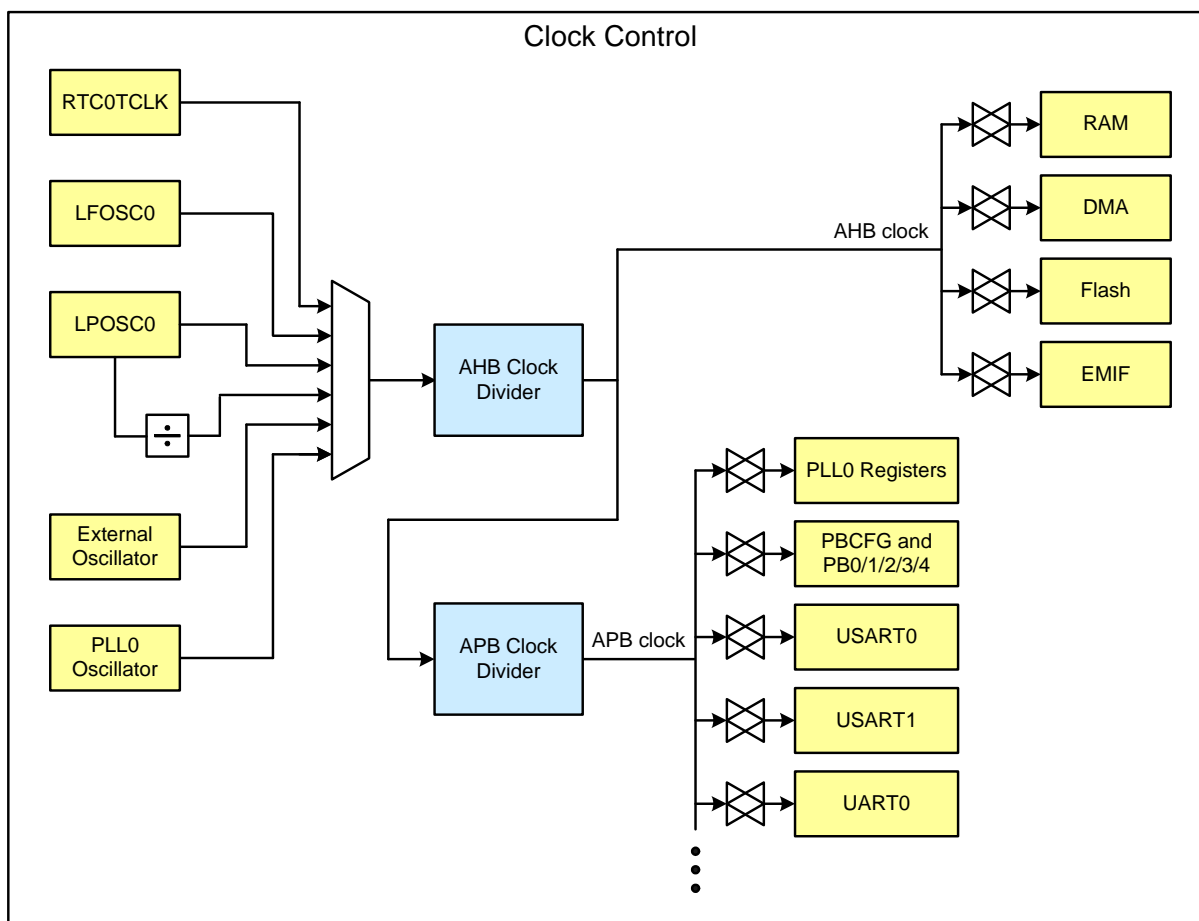 Clock Control
RTC0TCLK
LFOSC0
LPOSC0
÷
External
Oscillator
PLL0
Oscillator
AHB Clock
Divider
AHB clock
RAM
DMA
Flash
EMIF
APB Clock
Divider
APB clock
PLL0 Registers
PBCFG and
PB0/1/2/3/4
USART0
USART1
UART0